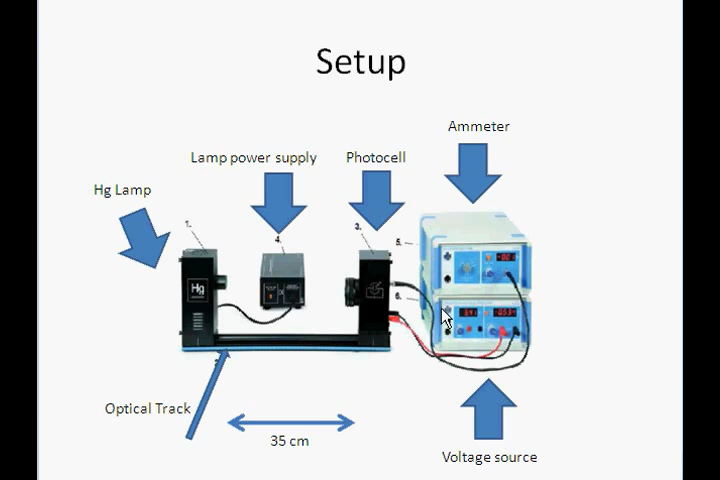 Setup
Ammeter
Lamp power supply
Photocell
Hg Lamp
1.
4.
3.
5.
6.
Hg
Optical Track
35 cm
Voltage source